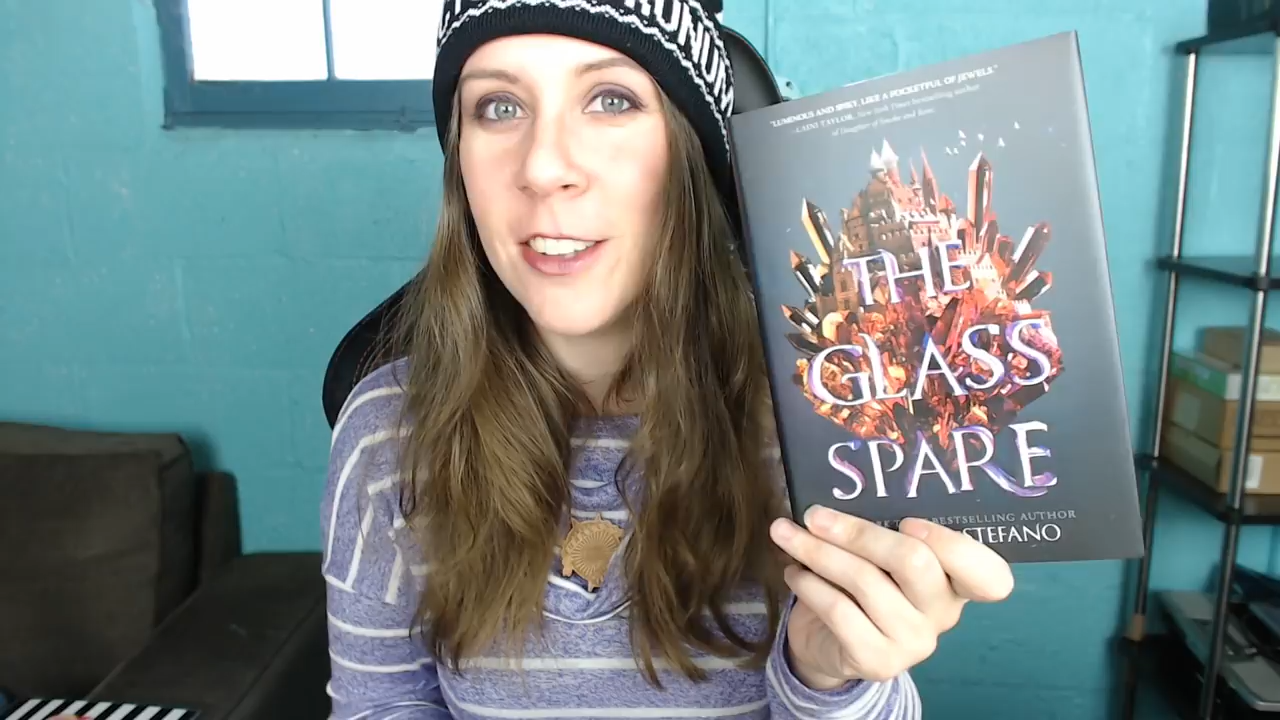 "LUMINOUS AND SPIKY, LIKE A POCKETFUL OF JEWELS."
—LAINI TAYLOR, New York Times bestselling author
of Daughter of Smoke and Bone
THE
GLASS
SPARE
BESTSELLING AUTHOR
STEFANO